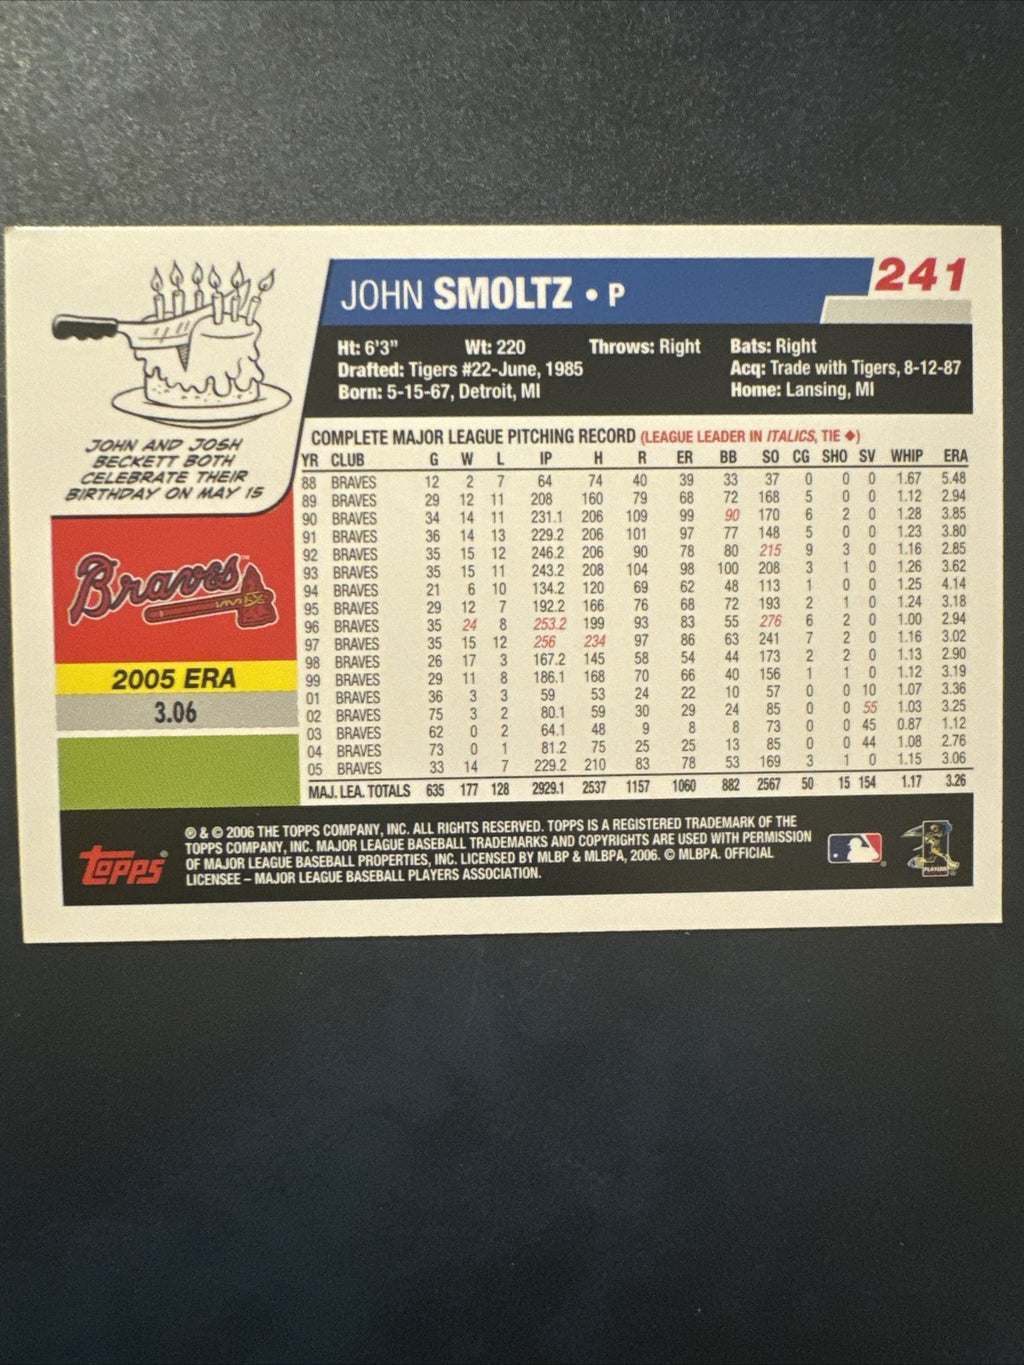 241
JOHN SMOLTZ • P
Ht: 6'3" Wt: 220 Throws: Right Bats: Right
Drafted: Tigers #22-June, 1985 Acq: Trade with Tigers, 8-12-87
Born: 5-15-67, Detroit, MI Home: Lansing, MI
JOHN AND JOSH
BECKETT BOTH
CELEBRATE THEIR
BIRTHDAY ON MAY 15
Braves
2005 ERA
3.06
COMPLETE MAJOR LEAGUE PITCHING RECORD (LEAGUE LEADER IN ITALICS, TIE ◆)
YR CLUB G W L IP H R ER BB SO CG SHO SV WHIP ERA
88 BRAVES 12 2 7 64 74 40 39 33 37 0 0 0 1.67 5.48
89 BRAVES 29 12 11 208 160 79 68 72 168 5 0 0 1.12 2.94
90 BRAVES 34 14 11 231.1 206 109 99 90 170 6 2 0 1.28 3.85
91 BRAVES 36 14 13 229.2 206 101 97 77 148 5 0 0 1.23 3.80
92 BRAVES 35 15 12 246.2 206 90 78 80 215 9 3 0 1.16 2.85
93 BRAVES 35 15 11 243.2 208 104 98 100 208 3 1 0 1.26 3.62
94 BRAVES 21 6 10 134.2 120 69 62 48 113 1 0 0 1.25 4.14
95 BRAVES 29 12 7 192.2 166 76 68 72 193 2 1 0 1.24 3.18
96 BRAVES 35 24 8 253.2 199 93 83 55 276 6 2 0 1.00 2.94
97 BRAVES 35 15 12 256 234 97 86 63 241 7 2 0 1.16 3.02
98 BRAVES 26 17 3 167.2 145 58 54 44 173 2 2 0 1.13 2.90
99 BRAVES 29 11 8 186.1 168 70 66 40 156 1 1 0 1.12 3.19
01 BRAVES 36 3 3 59 53 24 22 10 57 0 0 10 1.07 3.36
02 BRAVES 75 3 2 80.1 59 30 29 24 85 0 0 55 1.03 3.25
03 BRAVES 62 0 2 64.1 48 9 8 8 73 0 0 45 0.87 1.12
04 BRAVES 73 0 1 81.2 75 25 25 13 85 0 0 44 1.08 2.76
05 BRAVES 33 14 7 229.2 210 83 78 53 169 3 1 0 1.15 3.06
MAJ. LEA. TOTALS 635 177 128 2929.1 2537 1157 1060 882 2567 50 15 154 1.17 3.26
Topps®
® & © 2006 THE TOPPS COMPANY, INC. ALL RIGHTS RESERVED. TOPPS IS A REGISTERED TRADEMARK OF THE
TOPPS COMPANY, INC. MAJOR LEAGUE BASEBALL TRADEMARKS AND COPYRIGHTS ARE USED WITH PERMISSION
OF MAJOR LEAGUE BASEBALL PROPERTIES, INC. LICENSED BY MLBP & MLBPA, 2006. © MLBPA. OFFICIAL
LICENSEE – MAJOR LEAGUE BASEBALL PLAYERS ASSOCIATION.
PLAYERS